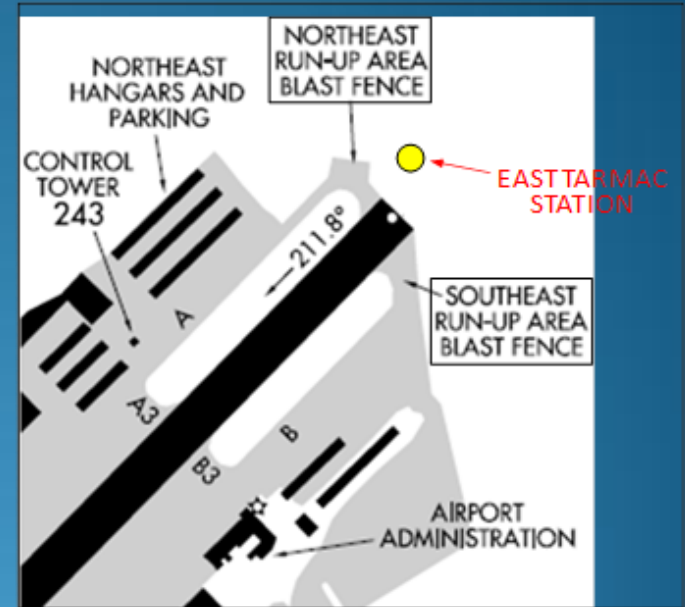 NORTHEAST
RUN-UP AREA
BLAST FENCE
NORTHEAST
HANGARS AND
PARKING
CONTROL
TOWER
243
EAST TARMAC
STATION
211.8°
SOUTHEAST
RUN-UP AREA
BLAST FENCE
A
A3
B
B3
AIRPORT
ADMINISTRATION